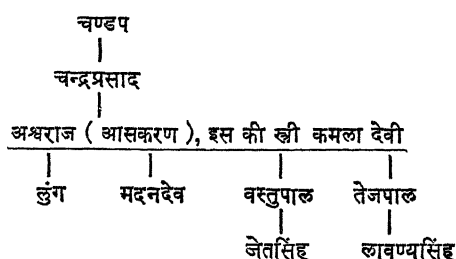 चण्डप
चन्द्रप्रसाद
अश्वराज ( आसकरण ), इस की स्त्री कमला देवी
लुंग मदनदेव वस्तुपाल तेजपाल
जेतसिंह लावण्यसिंह